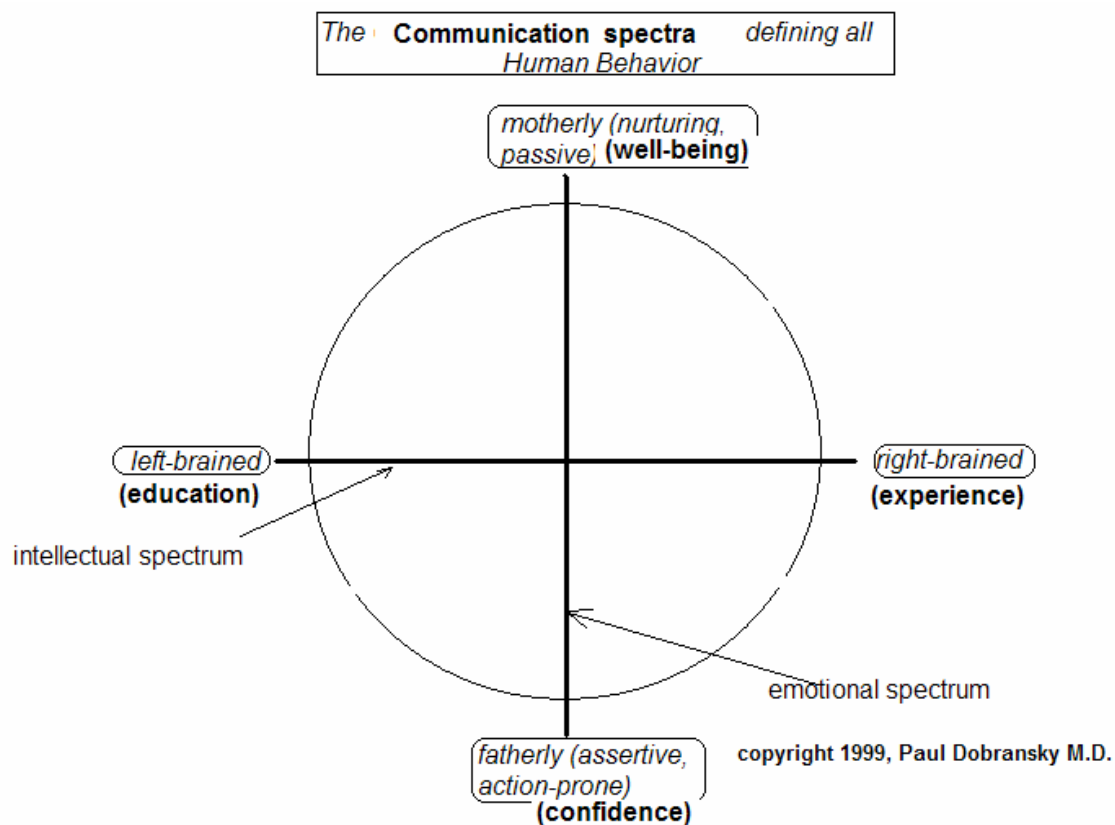 The Communication spectra defining all
Human Behavior
motherly (nurturing,
passive) (well-being)
left-brained
(education)
right-brained
(experience)
intellectual spectrum
emotional spectrum
fatherly (assertive,
action-prone)
(confidence)
copyright 1999, Paul Dobransky M.D.